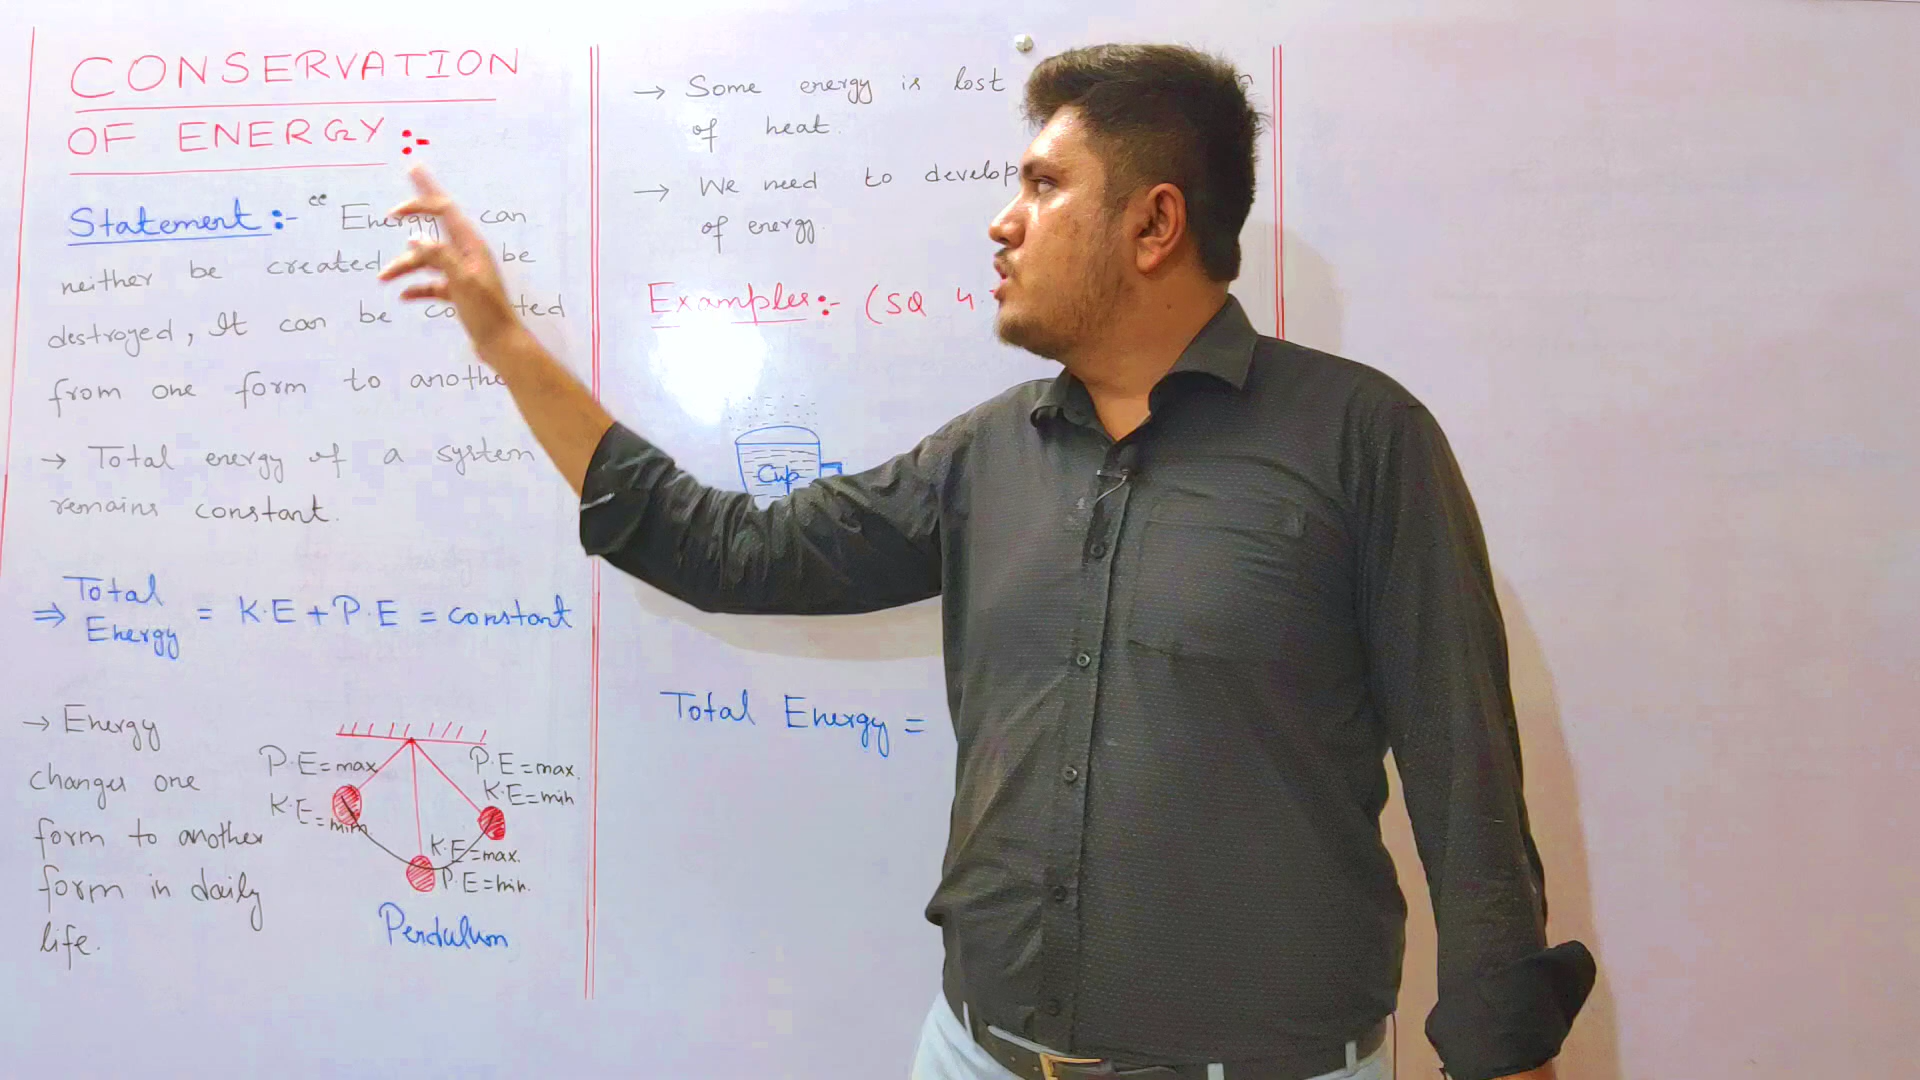 CONSERVATION
OF ENERGY :-
Statement :- " Energy can
neither be created be
destroyed, It can be
from one form to
→ Total energy of a system
remains constant.
⇒ Total Energy = K.E + P.E = constant
→ Energy
changes one
form to another
form in daily
life.
P.E = max
K.E = min
P.E = max.
K.E = min
K.E = max.
P.E = min.
Pendulum
→ Some energy is lost
of heat.
→ We need to develop
of energy.
Examples :- (SQ 4.
Cup
Total Energy =